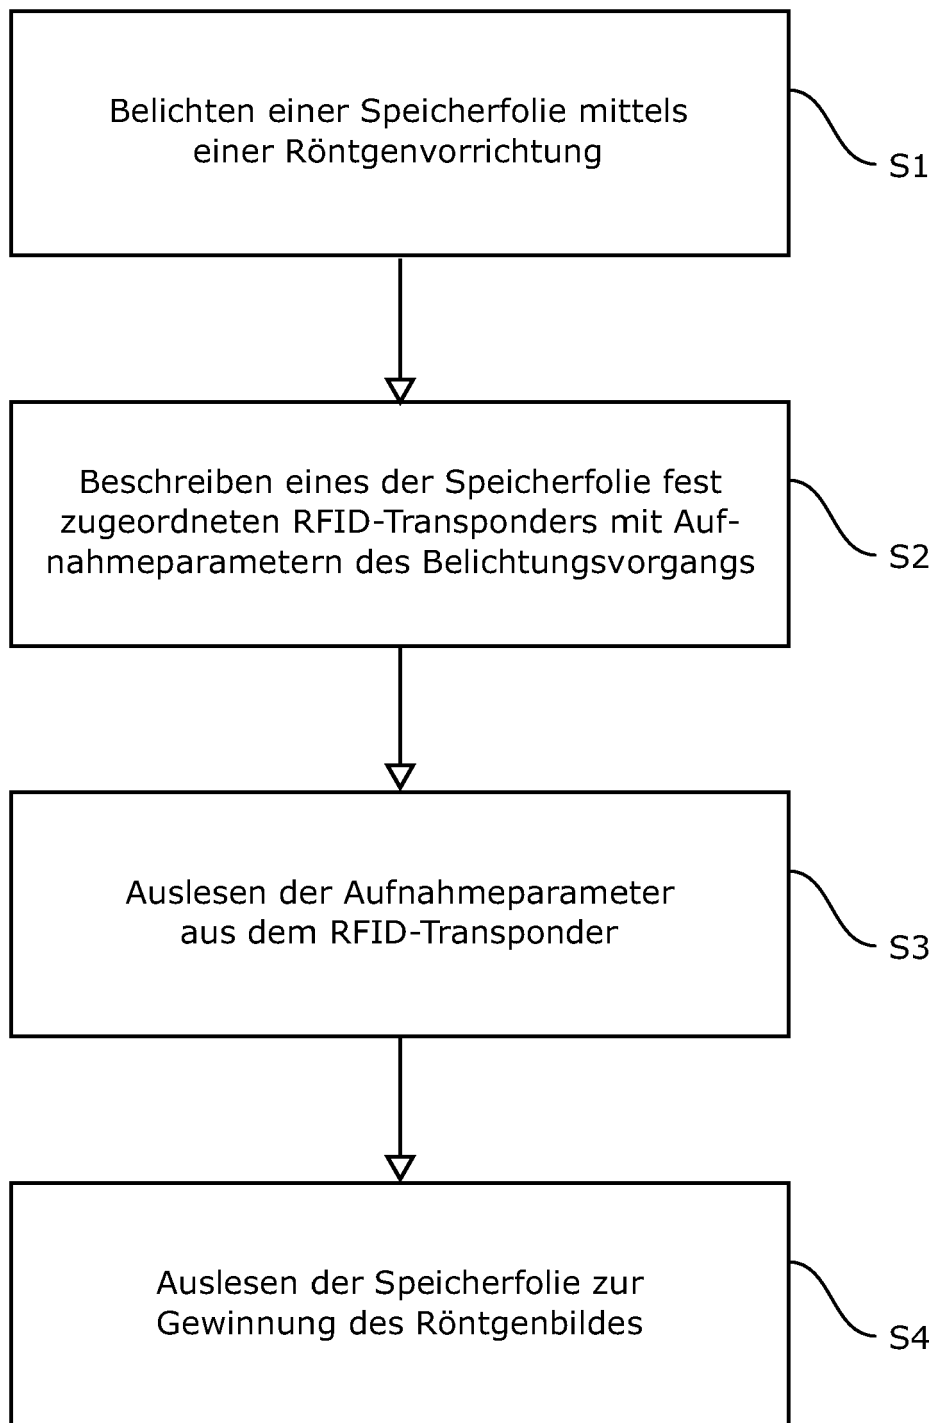 Belichten einer Speicherfolie mittels
einer Röntgenvorrichtung
S1
Beschreiben eines der Speicherfolie fest
zugeordneten RFID-Transponders mit Auf-
nahmeparametern des Belichtungsvorgangs
S2
Auslesen der Aufnahmeparameter
aus dem RFID-Transponder
S3
Auslesen der Speicherfolie zur
Gewinnung des Röntgenbildes
S4